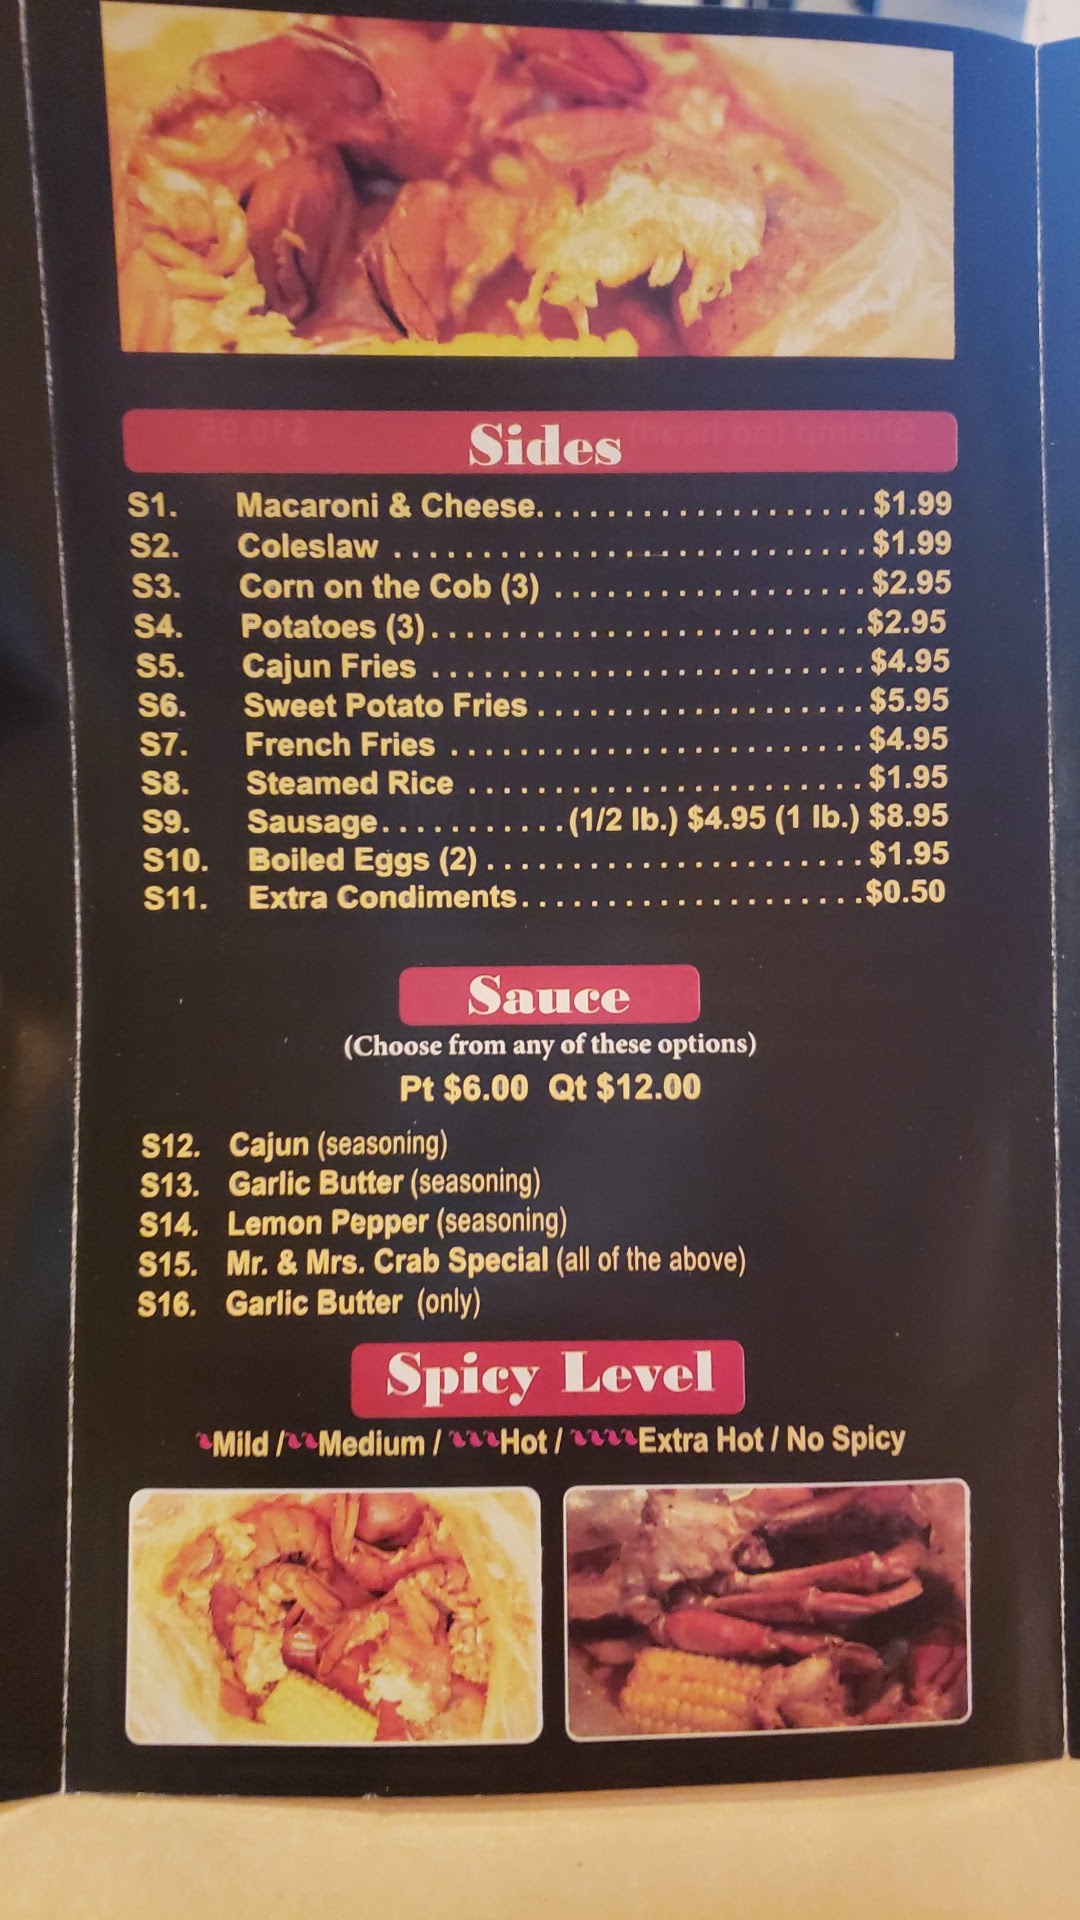 Sides
S1. Macaroni & Cheese. . . . . . . . . . . . . . . . . . . $1.99
S2. Coleslaw . . . . . . . . . . . . . . . . . . . . . . . . . . . $1.99
S3. Corn on the Cob (3) . . . . . . . . . . . . . . . . . . $2.95
S4. Potatoes (3). . . . . . . . . . . . . . . . . . . . . . . . .$2.95
S5. Cajun Fries . . . . . . . . . . . . . . . . . . . . . . . . . $4.95
S6. Sweet Potato Fries . . . . . . . . . . . . . . . . . . . $5.95
S7. French Fries . . . . . . . . . . . . . . . . . . . . . . . . $4.95
S8. Steamed Rice . . . . . . . . . . . . . . . . . . . . . . . $1.95
S9. Sausage. . . . . . . . . . . (1/2 lb.) $4.95 (1 lb.) $8.95
S10. Boiled Eggs (2) . . . . . . . . . . . . . . . . . . . . . . $1.95
S11. Extra Condiments. . . . . . . . . . . . . . . . . . . .$0.50
Sauce
(Choose from any of these options)
Pt $6.00 Qt $12.00
S12. Cajun (seasoning)
S13. Garlic Butter (seasoning)
S14. Lemon Pepper (seasoning)
S15. Mr. & Mrs. Crab Special (all of the above)
S16. Garlic Butter (only)
Spicy Level
Mild / Medium / Hot / Extra Hot / No Spicy